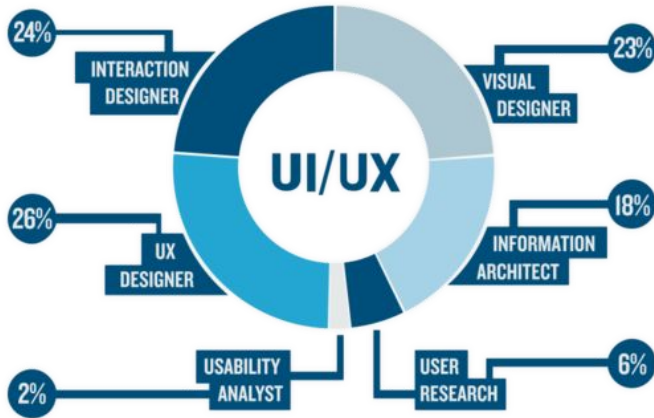 24%
INTERACTION
DESIGNER
23%
VISUAL
DESIGNER
UI/UX
26%
UX
DESIGNER
18%
INFORMATION
ARCHITECT
2%
USABILITY
ANALYST
USER
RESEARCH
6%